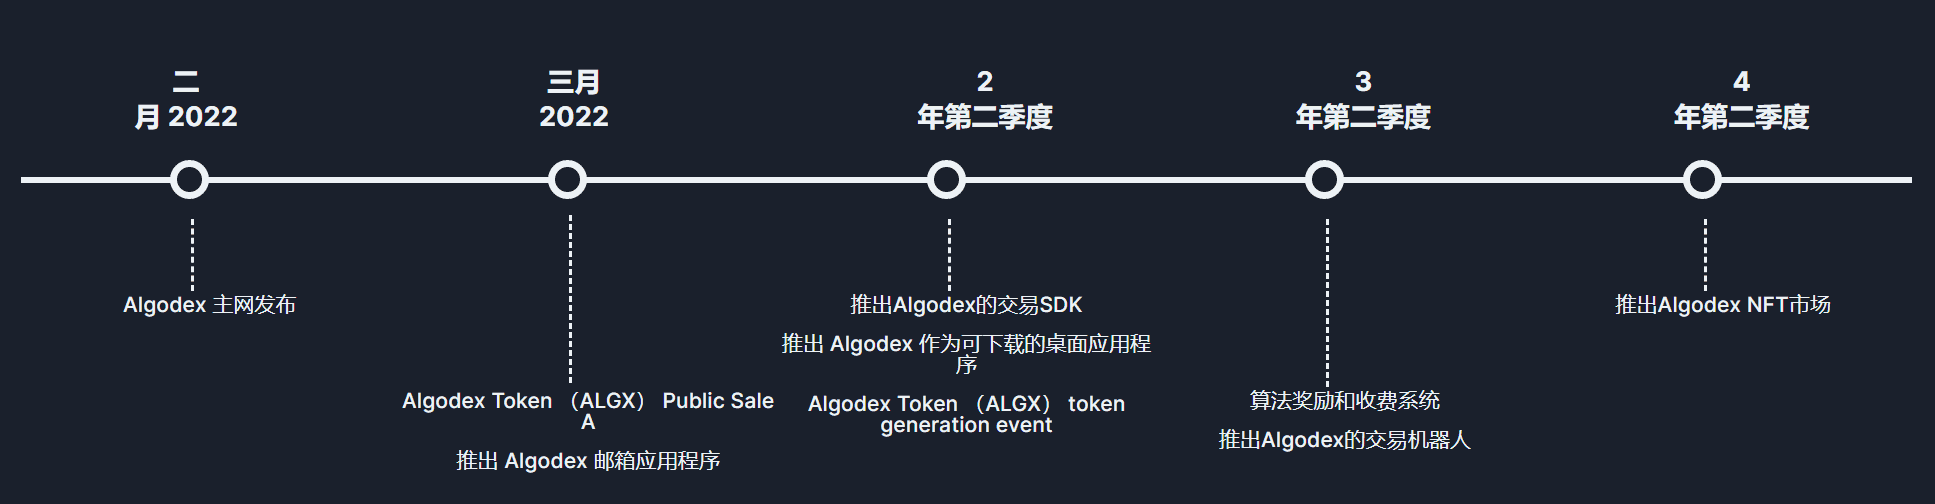 二
月 2022
三月
2022
2
年第二季度
3
年第二季度
4
年第二季度
Algodex 主网发布
Algodex Token （ALGX） Public Sale
A
推出 Algodex 邮箱应用程序
推出Algodex的交易SDK
推出 Algodex 作为可下载的桌面应用程
序
Algodex Token （ALGX） token
generation event
算法奖励和收费系统
推出Algodex的交易机器人
推出Algodex NFT市场